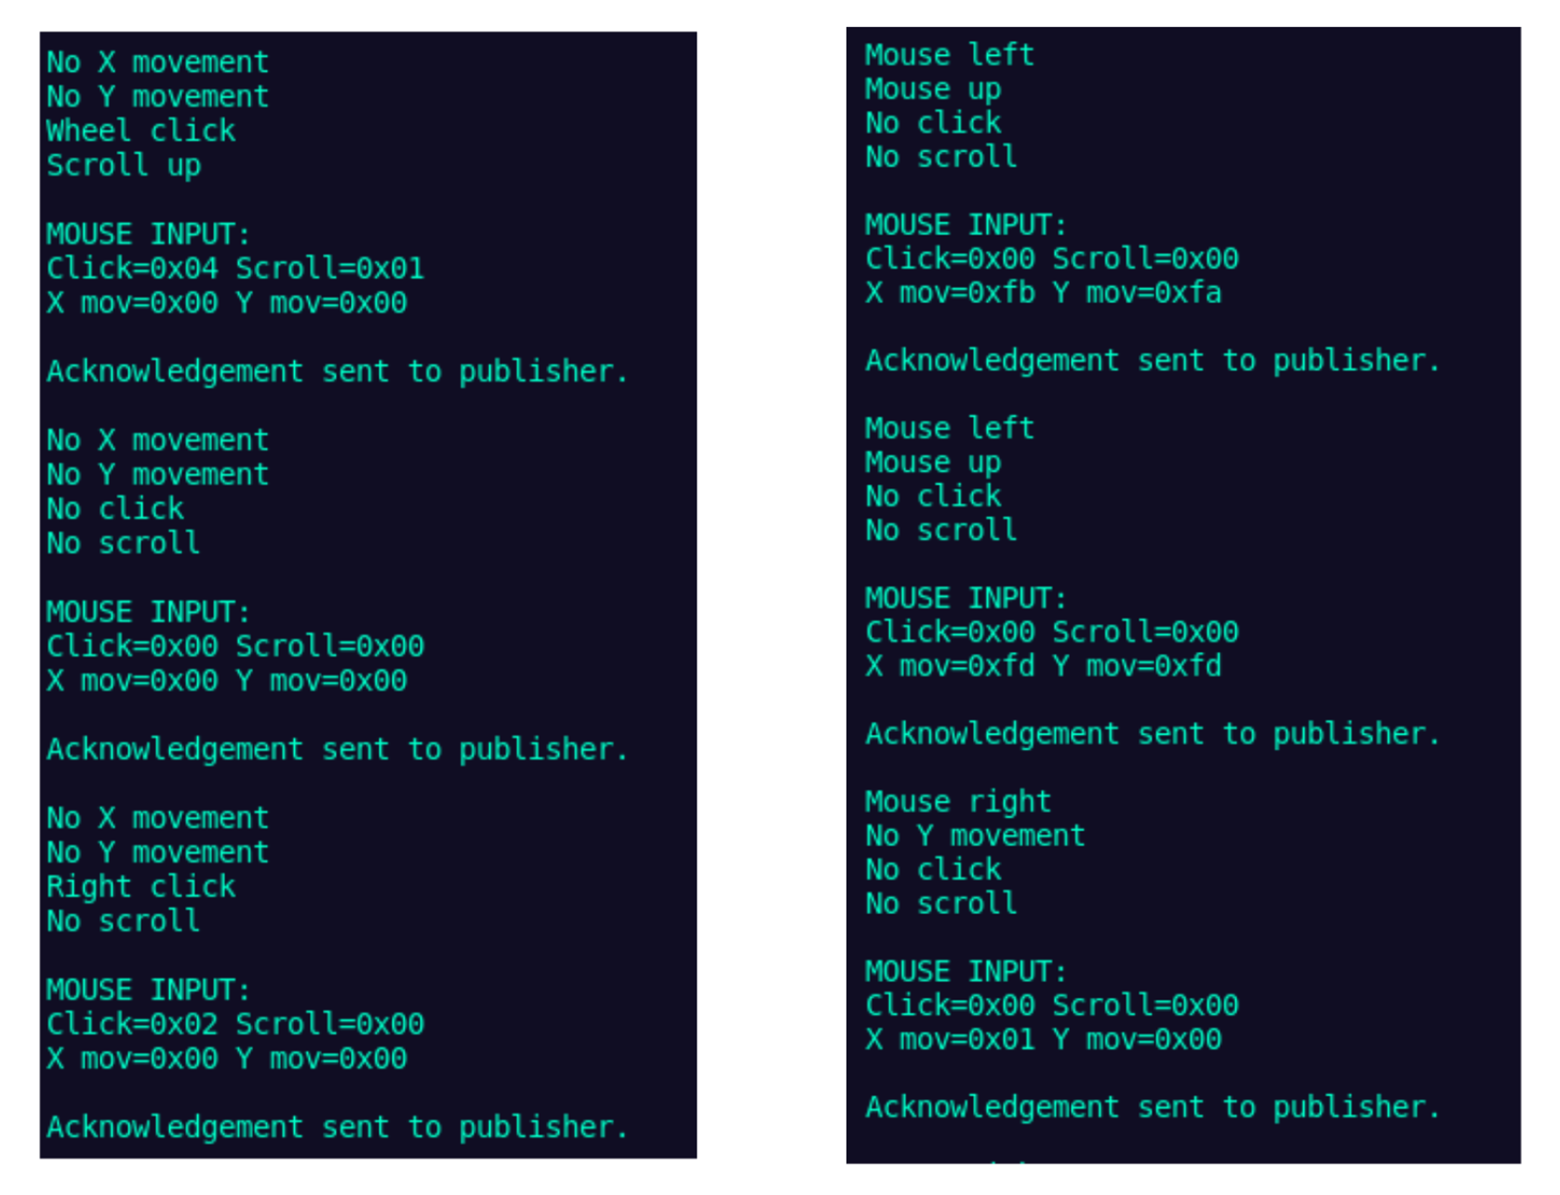 No X movement
No Y movement
Wheel click
Scroll up
MOUSE INPUT:
Click=0x04 Scroll=0x01
X mov=0x00 Y mov=0x00
Acknowledgement sent to publisher.
No X movement
No Y movement
No click
No scroll
MOUSE INPUT:
Click=0x00 Scroll=0x00
X mov=0x00 Y mov=0x00
Acknowledgement sent to publisher.
No X movement
No Y movement
Right click
No scroll
MOUSE INPUT:
Click=0x02 Scroll=0x00
X mov=0x00 Y mov=0x00
Acknowledgement sent to publisher.
Mouse left
Mouse up
No click
No scroll
MOUSE INPUT:
Click=0x00 Scroll=0x00
X mov=0xfb Y mov=0xfa
Acknowledgement sent to publisher.
Mouse left
Mouse up
No click
No scroll
MOUSE INPUT:
Click=0x00 Scroll=0x00
X mov=0xfd Y mov=0xfd
Acknowledgement sent to publisher.
Mouse right
No Y movement
No click
No scroll
MOUSE INPUT:
Click=0x00 Scroll=0x00
X mov=0x01 Y mov=0x00
Acknowledgement sent to publisher.